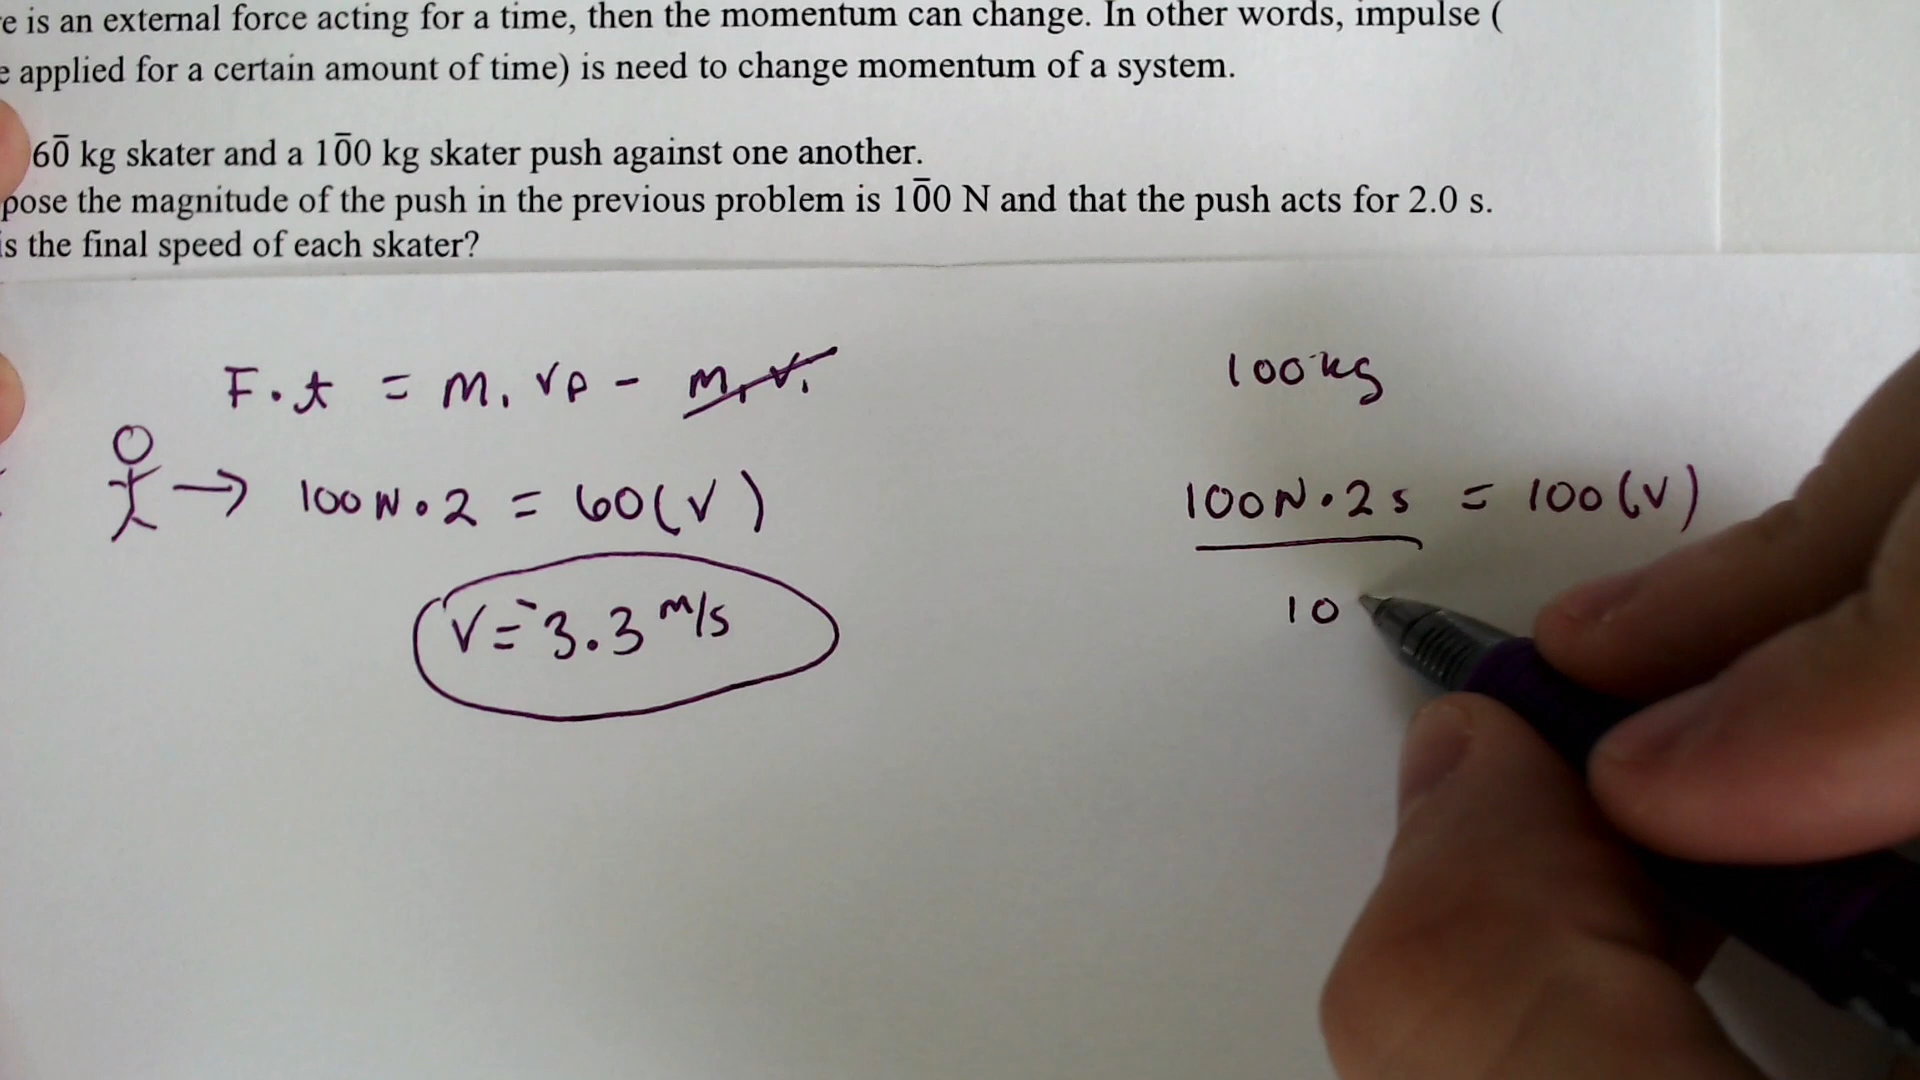 e is an external force acting for a time, then the momentum can change. In other words, impulse (
e applied for a certain amount of time) is need to change momentum of a system.
60̄ kg skater and a 10̄0 kg skater push against one another.
pose the magnitude of the push in the previous problem is 10̄0 N and that the push acts for 2.0 s.
is the final speed of each skater?
F · t = m₁ vf - m₁v₁
→ 100N · 2 = 60(v)
v = -3.3 m/s
100kg
100N · 2s = 100(v)
10